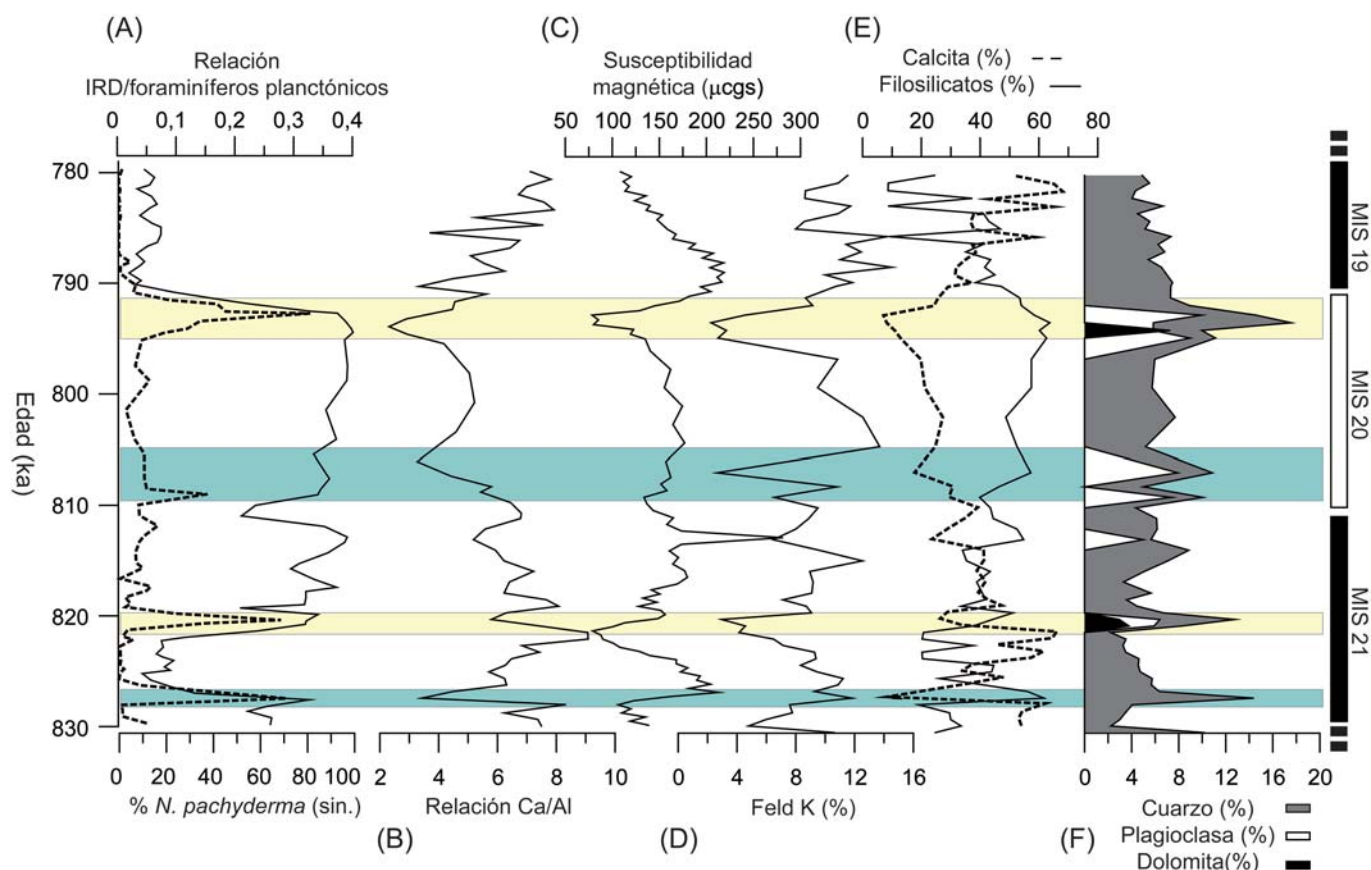 (A)
(C)
(E)
Relación
IRD/foraminíferos planctónicos
Susceptibilidad
magnética (µcgs)
Calcita (%)
Filosilicatos (%)
0 0,1 0,2 0,3 0,4
50 100 150 200 250 300
0 20 40 60 80
Edad (ka)
780
790
800
810
820
830
MIS 19
MIS 20
MIS 21
0 20 40 60 80 100
2 4 6 8 10
0 4 8 12 16
0 4 8 12 16 20
% N. pachyderma (sin.)
Relación Ca/Al
Feld K (%)
Cuarzo (%)
Plagioclasa (%)
Dolomita(%)
(B)
(D)
(F)